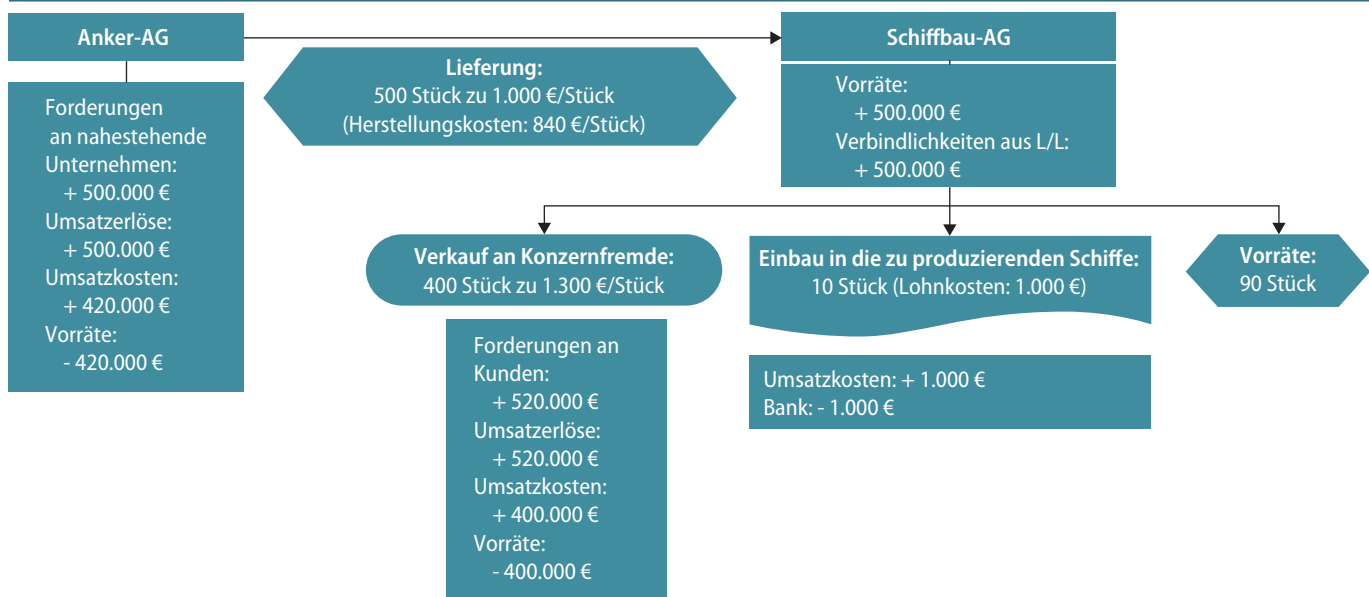 Anker-AG
Schiffbau-AG
Lieferung:
500 Stück zu 1.000 €/Stück
(Herstellungskosten: 840 €/Stück)
Forderungen
an nahestehende
Unternehmen:
+ 500.000 €
Umsatzerlöse:
+ 500.000 €
Umsatzkosten:
+ 420.000 €
Vorräte:
- 420.000 €
Vorräte:
+ 500.000 €
Verbindlichkeiten aus L/L:
+ 500.000 €
Verkauf an Konzernfremde:
400 Stück zu 1.300 €/Stück
Einbau in die zu produzierenden Schiffe:
10 Stück (Lohnkosten: 1.000 €)
Vorräte:
90 Stück
Forderungen an
Kunden:
+ 520.000 €
Umsatzerlöse:
+ 520.000 €
Umsatzkosten:
+ 400.000 €
Vorräte:
- 400.000 €
Umsatzkosten: + 1.000 €
Bank: - 1.000 €